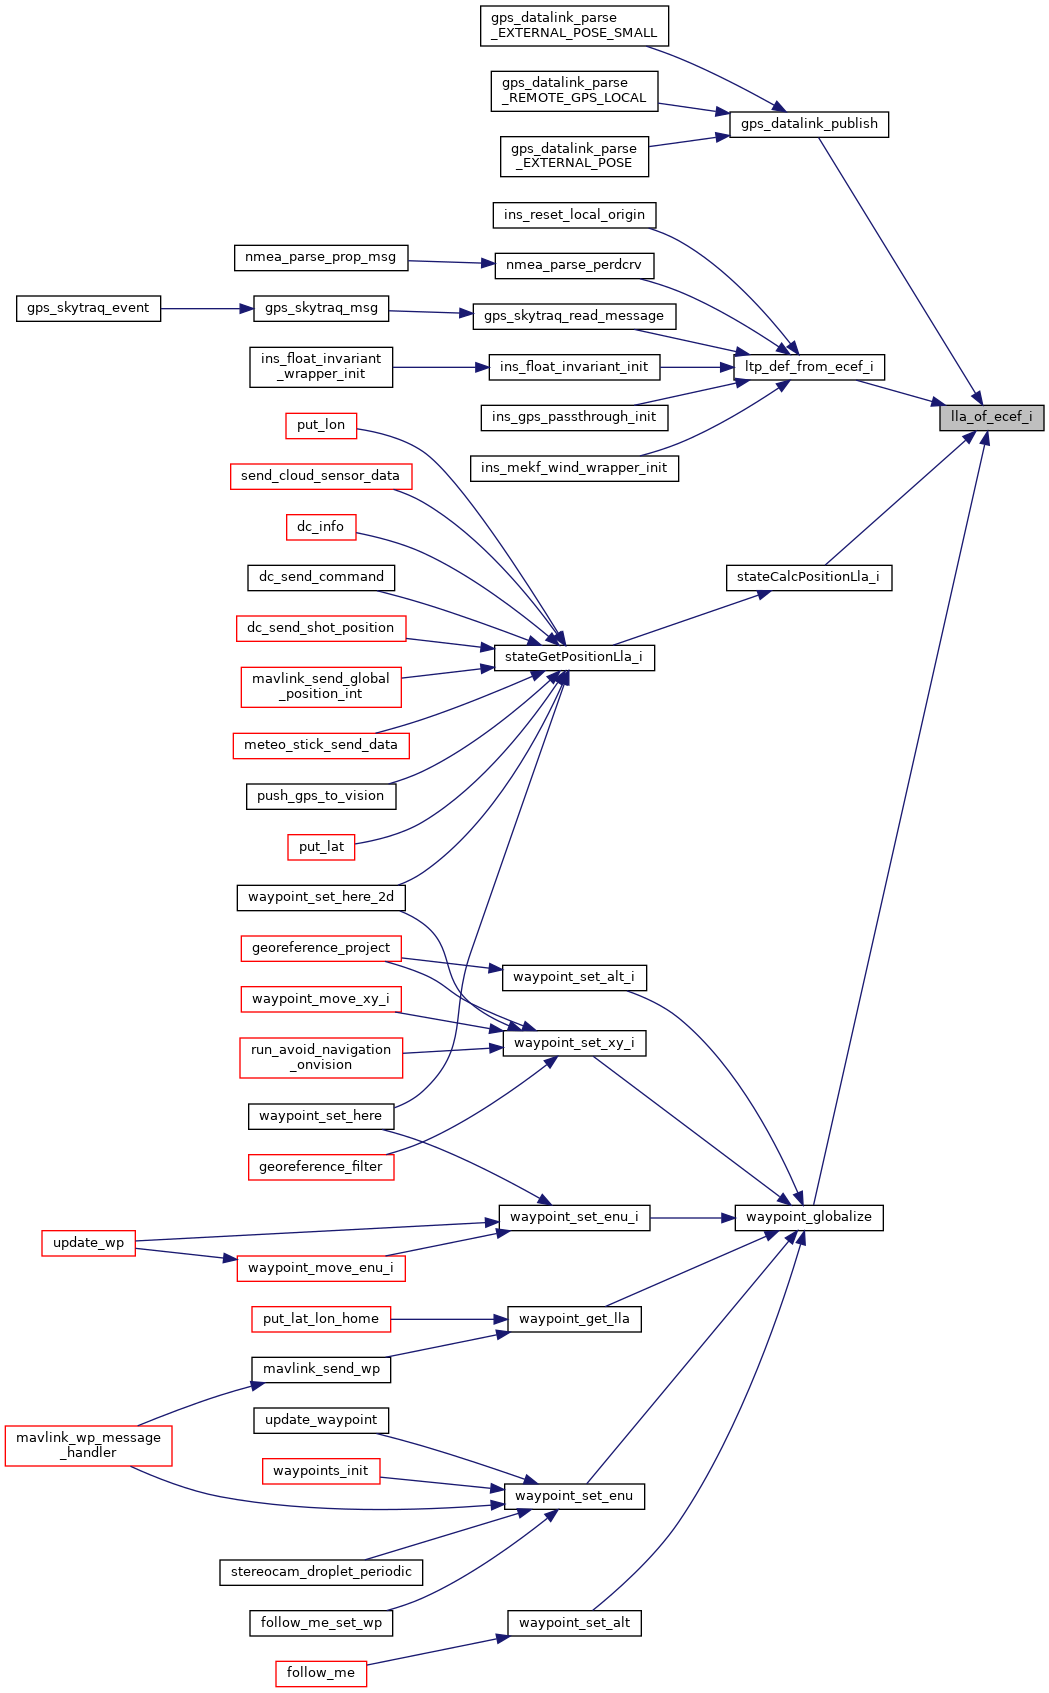 gps_datalink_parse
_EXTERNAL_POSE_SMALL
gps_datalink_parse
_REMOTE_GPS_LOCAL
gps_datalink_publish
gps_datalink_parse
_EXTERNAL_POSE
ins_reset_local_origin
nmea_parse_prop_msg
nmea_parse_perdcrv
gps_skytraq_event
gps_skytraq_msg
gps_skytraq_read_message
ins_float_invariant
_wrapper_init
ins_float_invariant_init
ltp_def_from_ecef_i
ins_gps_passthrough_init
lla_of_ecef_i
put_lon
ins_mekf_wind_wrapper_init
send_cloud_sensor_data
dc_info
dc_send_command
stateCalcPositionLla_i
dc_send_shot_position
stateGetPositionLla_i
mavlink_send_global
_position_int
meteo_stick_send_data
push_gps_to_vision
put_lat
waypoint_set_here_2d
georeference_project
waypoint_set_alt_i
waypoint_move_xy_i
waypoint_set_xy_i
run_avoid_navigation
_onvision
waypoint_set_here
georeference_filter
waypoint_set_enu_i
waypoint_globalize
update_wp
waypoint_move_enu_i
put_lat_lon_home
waypoint_get_lla
mavlink_send_wp
update_waypoint
mavlink_wp_message
_handler
waypoints_init
waypoint_set_enu
stereocam_droplet_periodic
follow_me_set_wp
waypoint_set_alt
follow_me